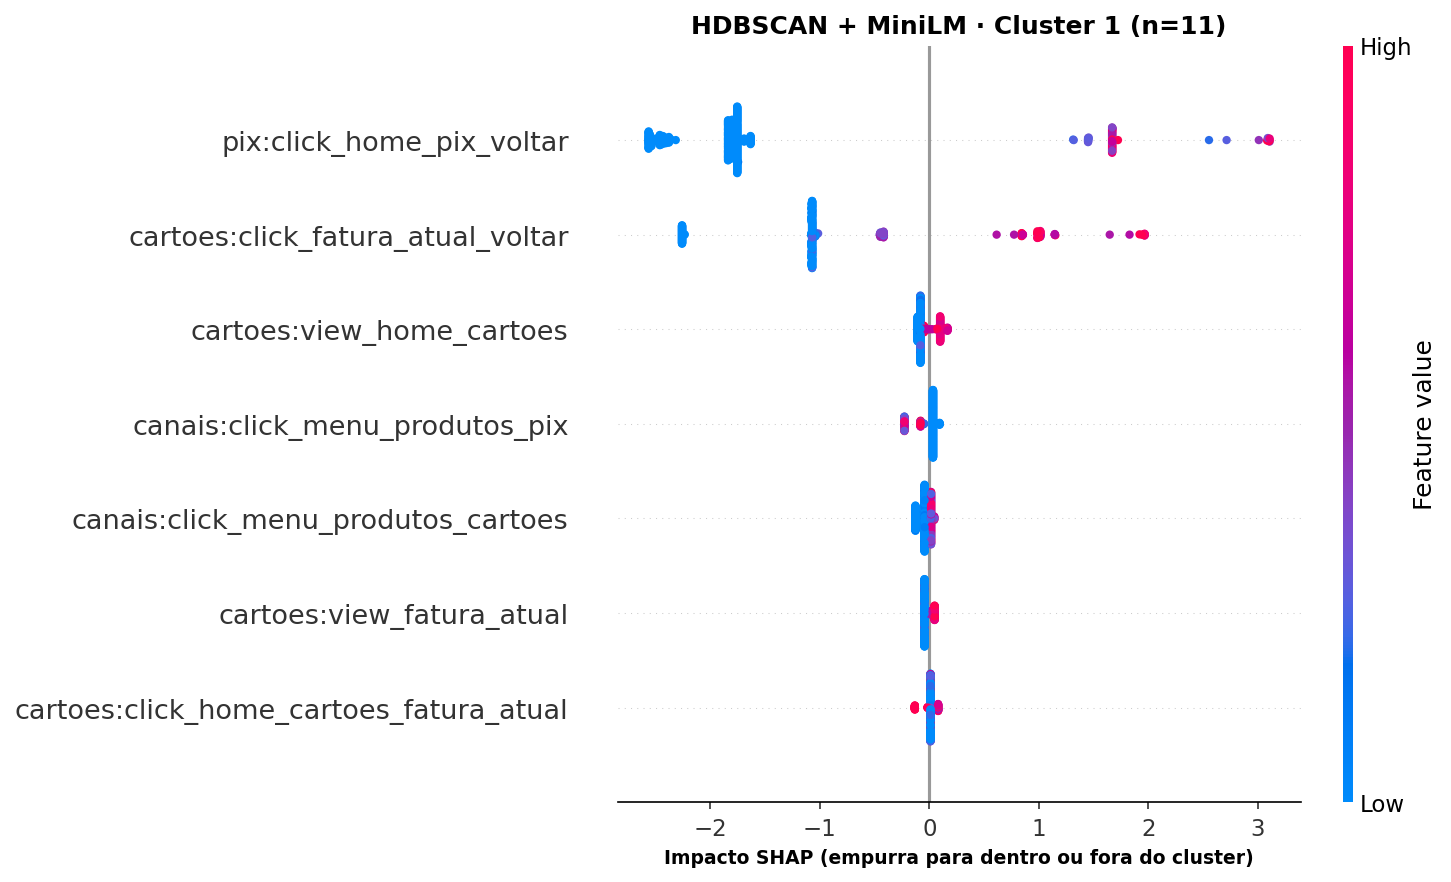 HDBSCAN + MiniLM · Cluster 1 (n=11)
High
pix:click_home_pix_voltar
cartoes:click_fatura_atual_voltar
cartoes:view_home_cartoes
canais:click_menu_produtos_pix
canais:click_menu_produtos_cartoes
cartoes:view_fatura_atual
cartoes:click_home_cartoes_fatura_atual
Feature value
Low
−2 −1 0 1 2 3
Impacto SHAP (empurra para dentro ou fora do cluster)